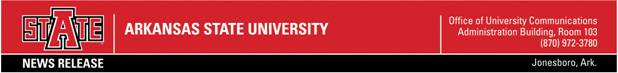 STATE
ARKANSAS STATE UNIVERSITY
Office of University Communications
Administration Building, Room 103
(870) 972-3780
NEWS RELEASE
Jonesboro, Ark.